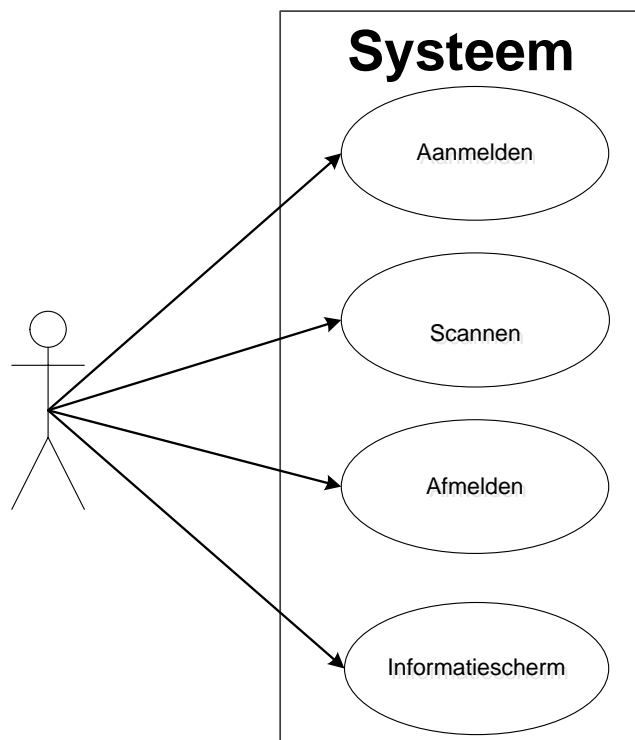 Systeem
Aanmelden
Scannen
Afmelden
Informatiescherm